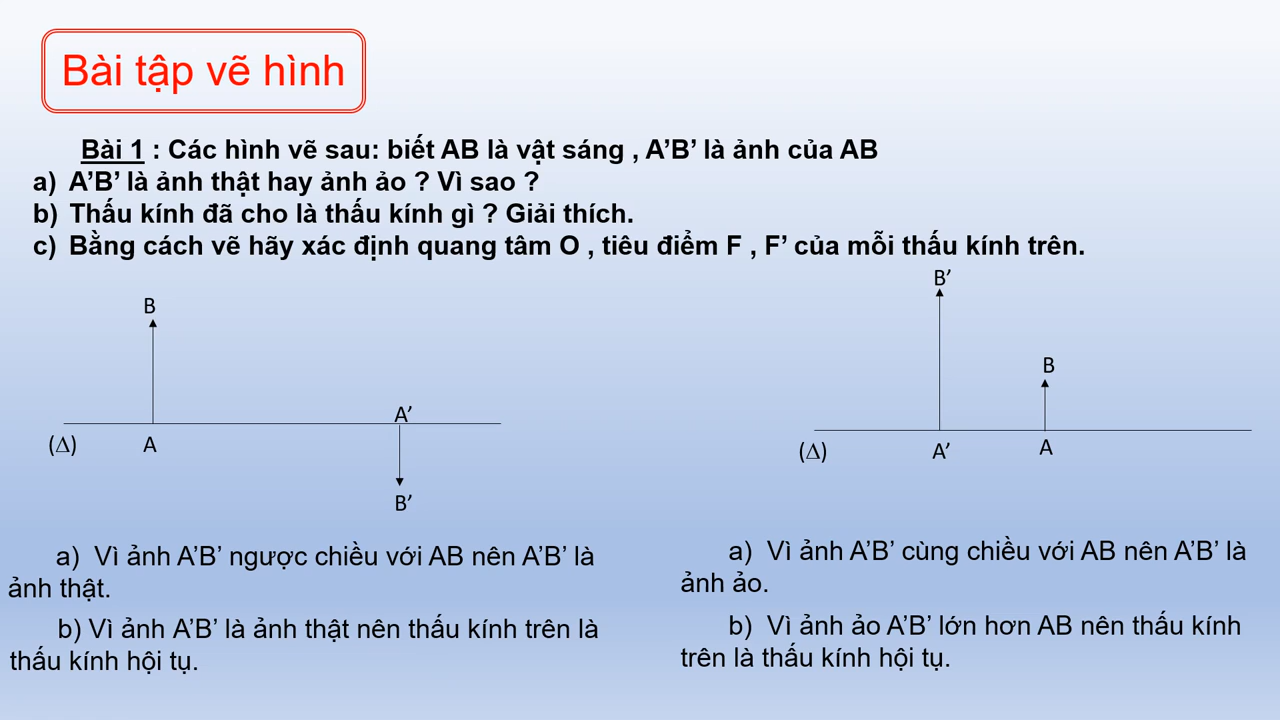 Bài tập vẽ hình
Bài 1 : Các hình vẽ sau: biết AB là vật sáng , A’B’ là ảnh của AB
a) A’B’ là ảnh thật hay ảnh ảo ? Vì sao ?
b) Thấu kính đã cho là thấu kính gì ? Giải thích.
c) Bằng cách vẽ hãy xác định quang tâm O , tiêu điểm F , F’ của mỗi thấu kính trên.
B
A’
(Δ)
A
B’
B’
B
(Δ)
A’
A
a) Vì ảnh A’B’ ngược chiều với AB nên A’B’ là
ảnh thật.
b) Vì ảnh A’B’ là ảnh thật nên thấu kính trên là
thấu kính hội tụ.
a) Vì ảnh A’B’ cùng chiều với AB nên A’B’ là
ảnh ảo.
b) Vì ảnh ảo A’B’ lớn hơn AB nên thấu kính
trên là thấu kính hội tụ.